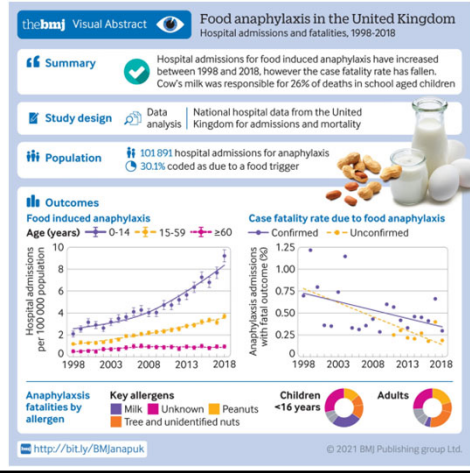 thebmj Visual Abstract
Food anaphylaxis in the United Kingdom
Hospital admissions and fatalities, 1998-2018
Summary
Hospital admissions for food induced anaphylaxis have increased
between 1998 and 2018, however the case fatality rate has fallen.
Cow's milk was responsible for 26% of deaths in school aged children
Study design
Data
analysis
National hospital data from the United
Kingdom for admissions and mortality
Population
101 891 hospital admissions for anaphylaxis
30.1% coded as due to a food trigger
Outcomes
Food induced anaphylaxis
Age (years) 0-14 15-59 ≥60
Hospital admissions
per 100 000 population
10
8
6
4
2
0
1998 2003 2008 2013 2018
Case fatality rate due to food anaphylaxis
Confirmed Unconfirmed
Anaphylaxis admissions
with fatal outcome (%)
1.25
1.00
0.75
0.50
0.25
0
1998 2003 2008 2013 2018
Anaphylaxsis
fatalities by
allergen
Key allergens
Milk Unknown Peanuts
Tree and unidentified nuts
Children
<16 years
Adults
bmj http://bit.ly/BMJanapuk
© 2021 BMJ Publishing group Ltd.